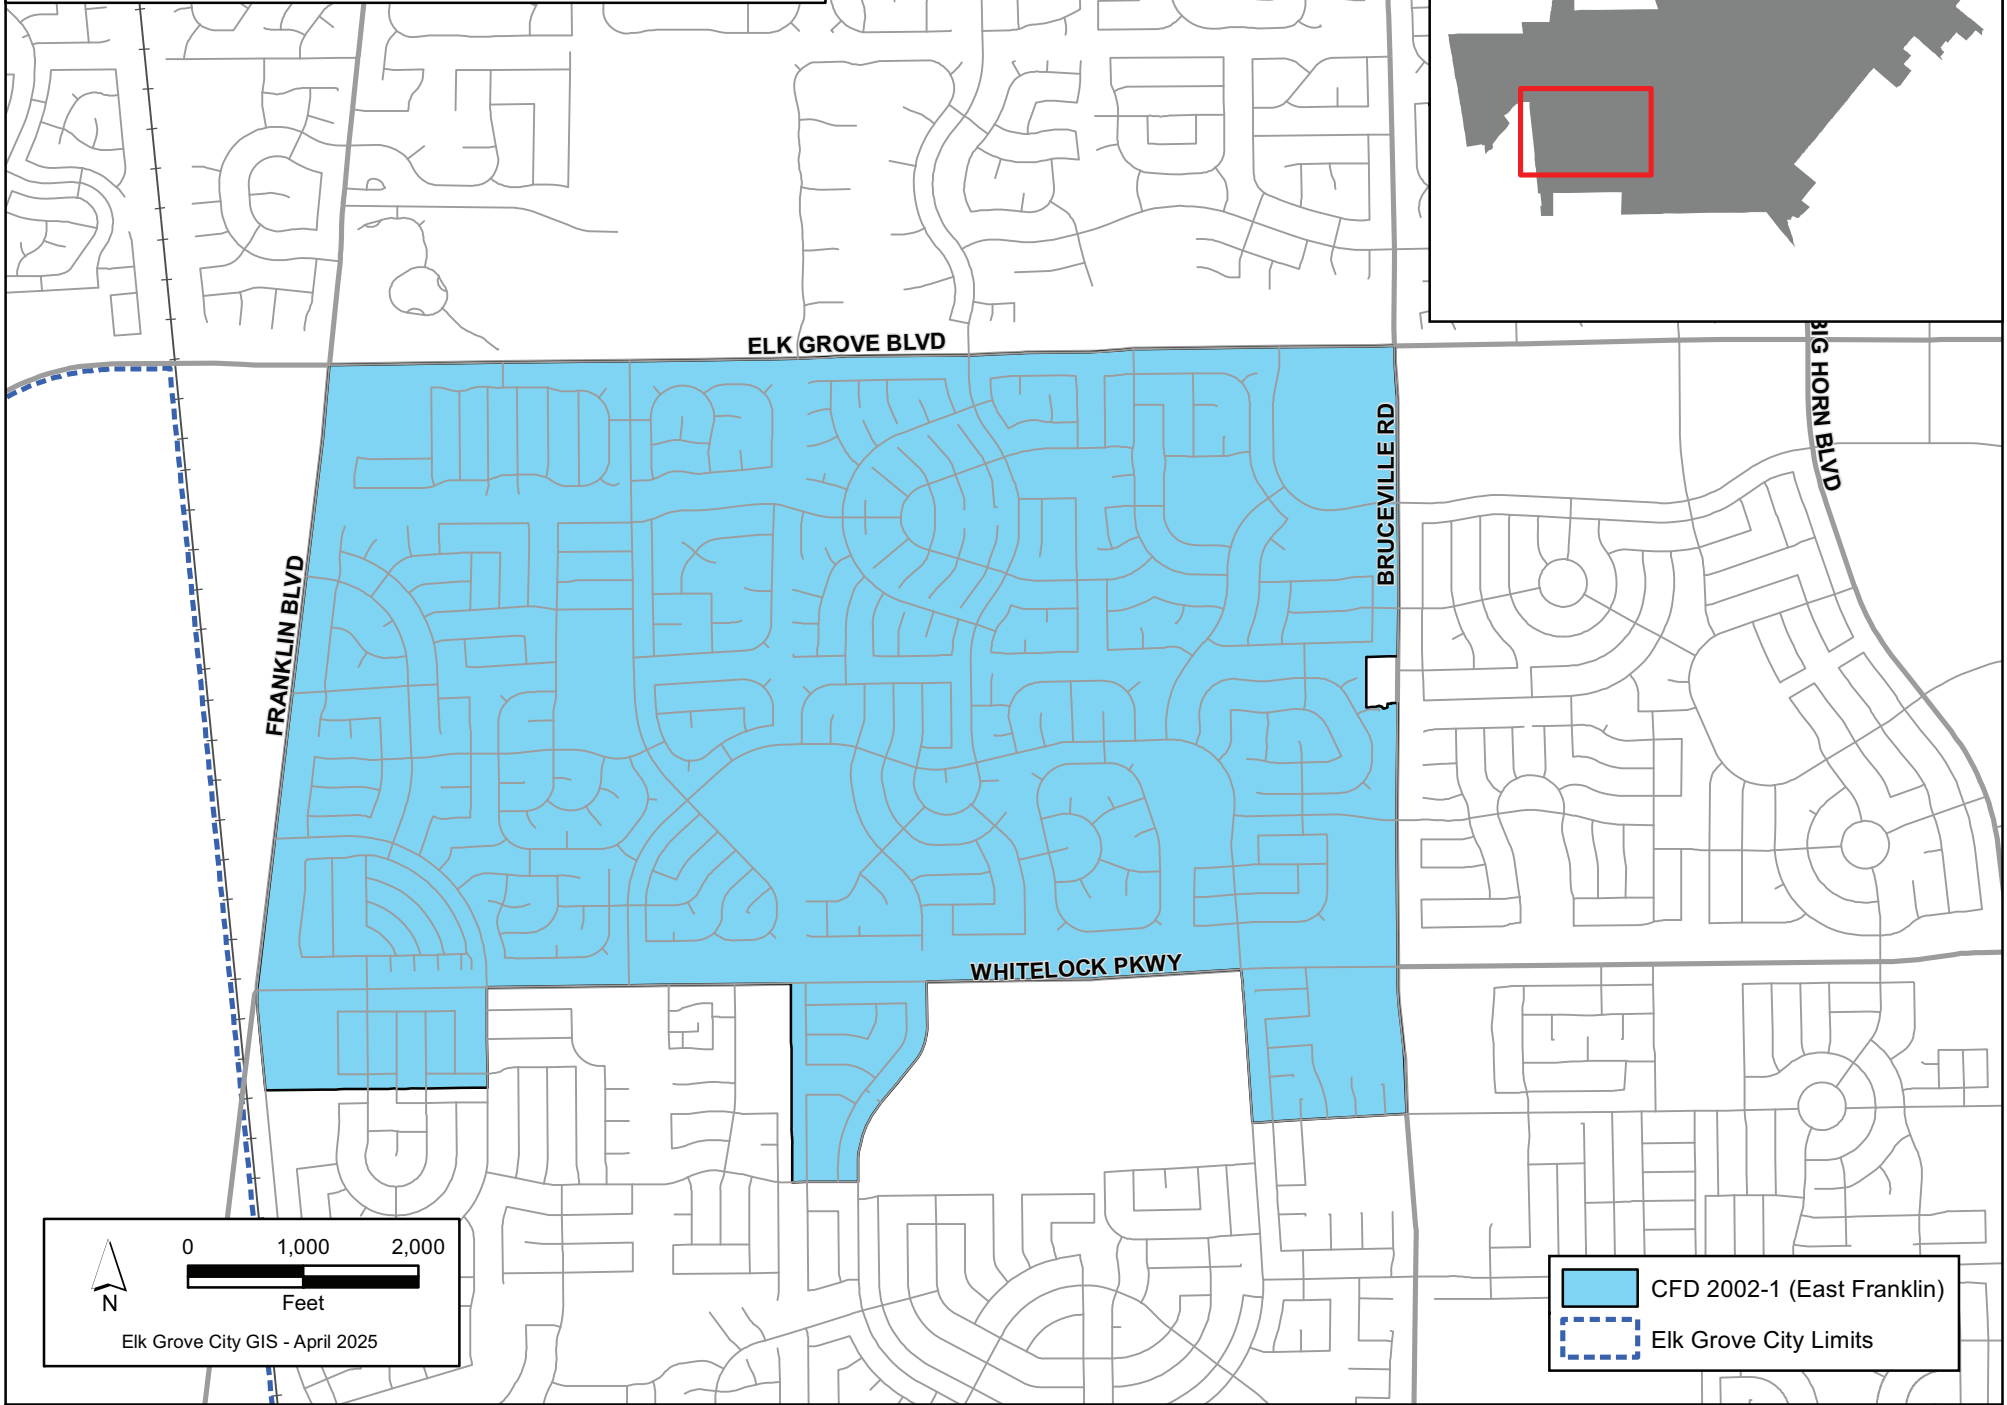 ELK GROVE BLVD
BIG HORN BLVD
BRUCEVILLE RD
FRANKLIN BLVD
WHITELOCK PKWY
0 1,000 2,000
Feet
N
Elk Grove City GIS - April 2025
CFD 2002-1 (East Franklin)
Elk Grove City Limits